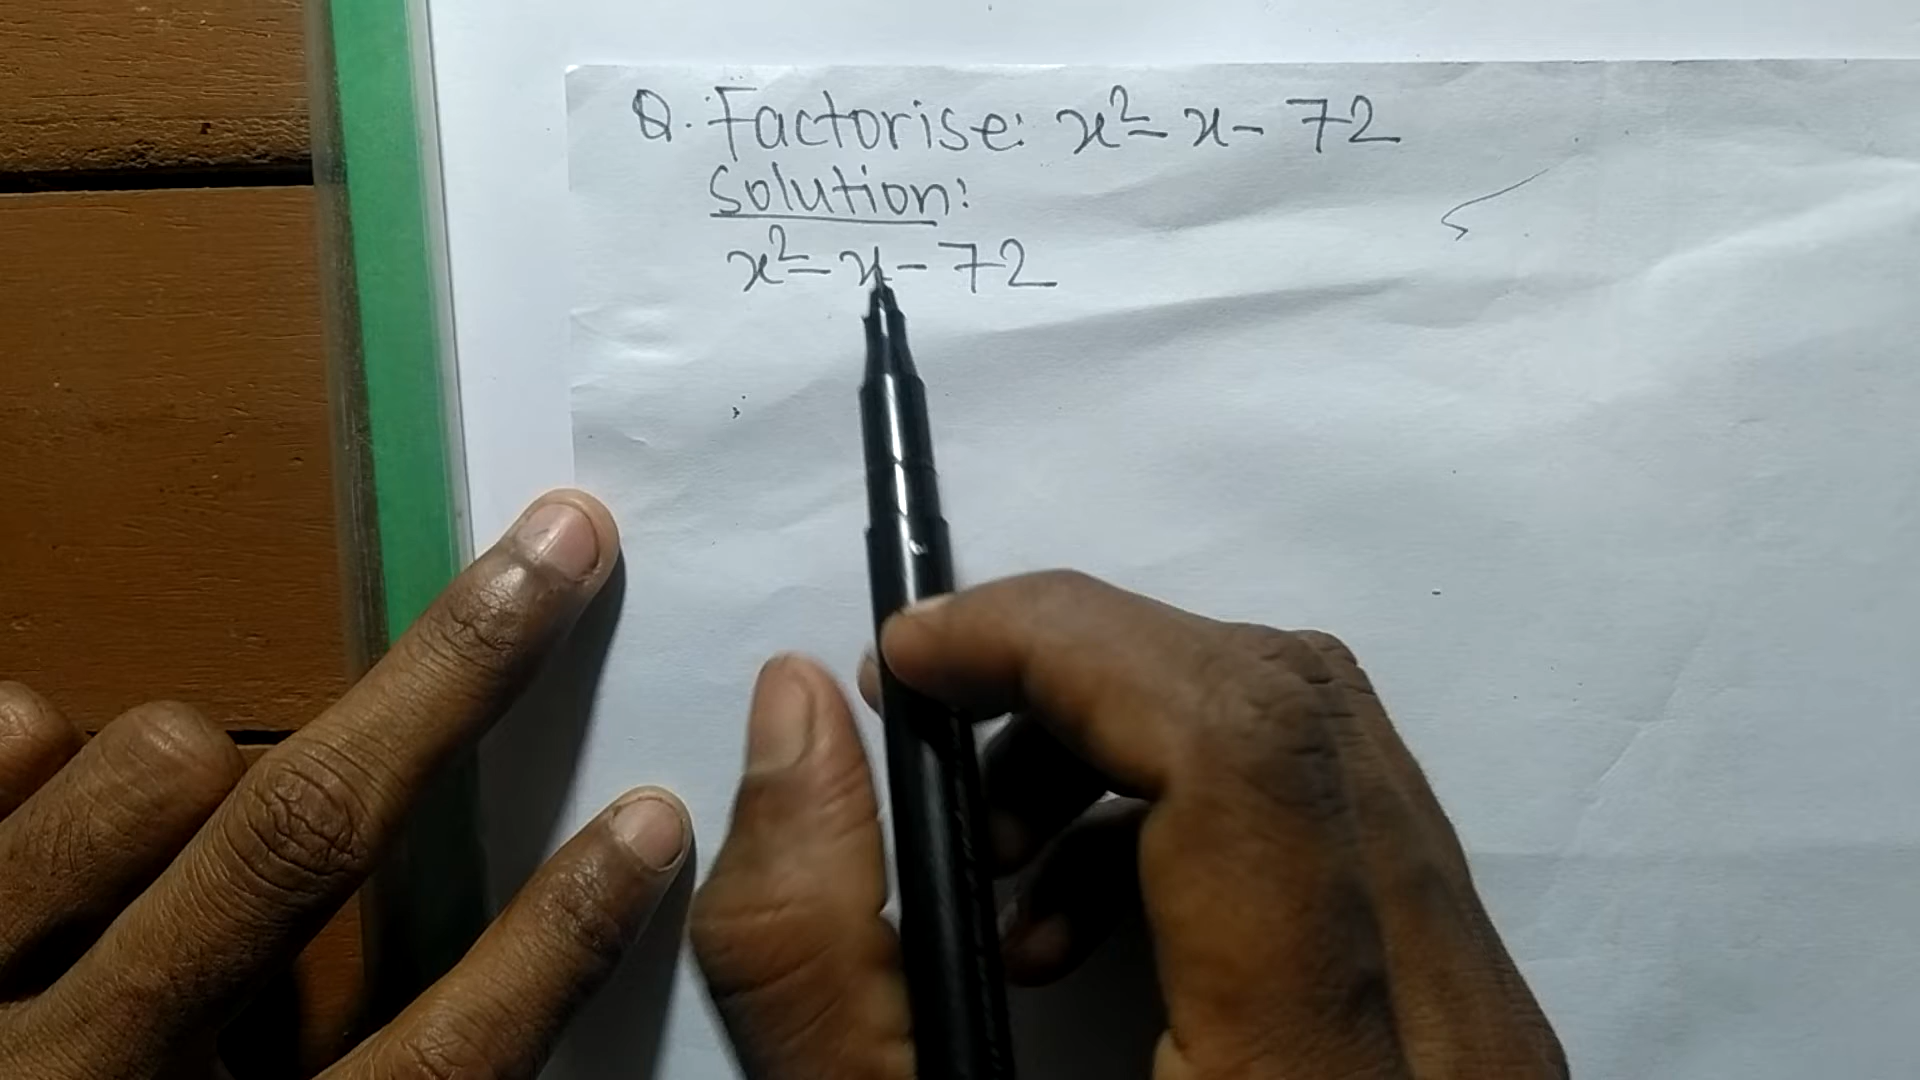 Q. Factorise: x² - x - 72
Solution:
x² - x - 72